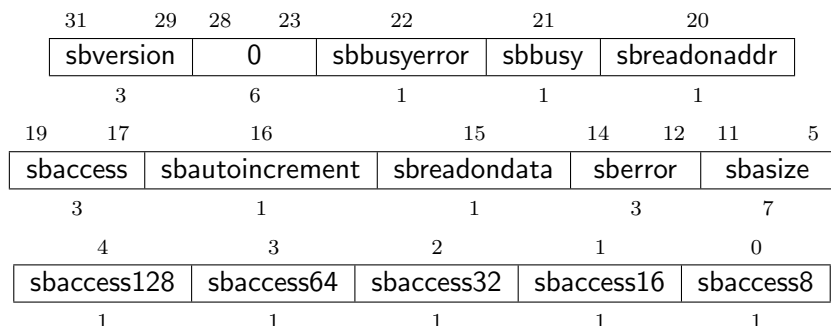 31 29 28 23 22 21 20
sbversion 0 sbbusyerror sbbusy sbreadonaddr
3 6 1 1 1
19 17 16 15 14 12 11 5
sbaccess sbautoincrement sbreadondata sberror sbasize
3 1 1 3 7
4 3 2 1 0
sbaccess128 sbaccess64 sbaccess32 sbaccess16 sbaccess8
1 1 1 1 1